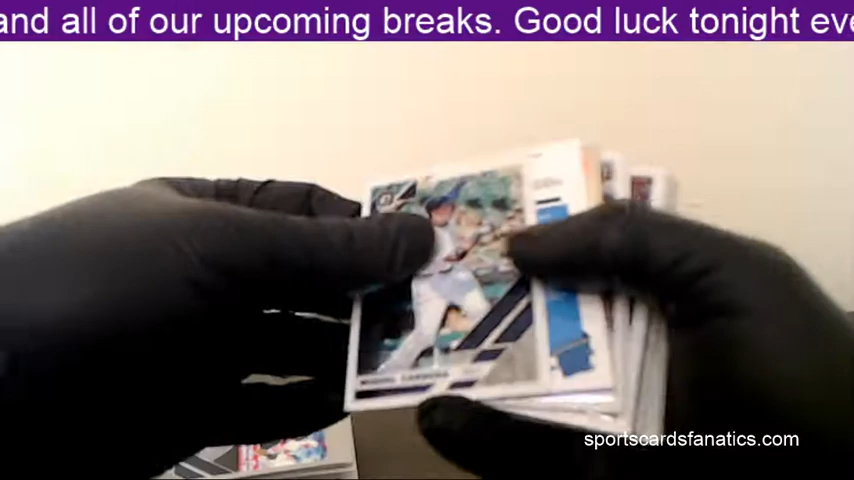 and all of our upcoming breaks. Good luck tonight eve
sportscardsfanatics.com